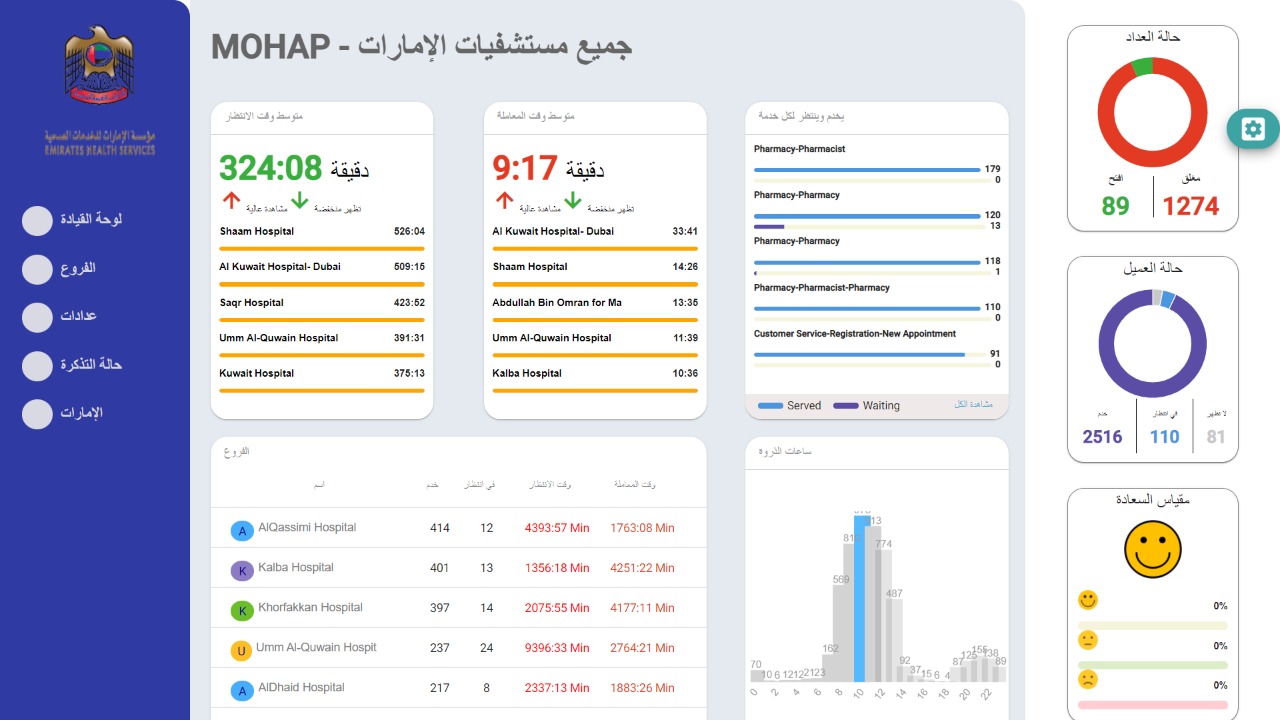 MOHAP - جميع مستشفيات الإمارات
مؤسسة الإمارات للخدمات الصحية
EMIRATES HEALTH SERVICES
لوحة القيادة
الفروع
عدادات
حالة التذكرة
الإمارات
متوسط وقت الانتظار
324:08 دقيقة
مشاهدة عالية تظهر منخفضة
Shaam Hospital 526:04
Al Kuwait Hospital- Dubai 509:15
Saqr Hospital 423:52
Umm Al-Quwain Hospital 391:31
Kuwait Hospital 375:13
متوسط وقت المعاملة
9:17 دقيقة
مشاهدة عالية تظهر منخفضة
Al Kuwait Hospital- Dubai 33:41
Shaam Hospital 14:26
Abdullah Bin Omran for Ma 13:35
Umm Al-Quwain Hospital 11:39
Kalba Hospital 10:36
يخدم وينتظر لكل خدمة
Pharmacy-Pharmacist
179
0
Pharmacy-Pharmacy
120
13
Pharmacy-Pharmacy
118
1
Pharmacy-Pharmacist-Pharmacy
110
0
Customer Service-Registration-New Appointment
91
0
Served Waiting مشاهدة الكل
الفروع
اسم خدم في انتظار وقت الانتظار وقت المعاملة
A AlQassimi Hospital 414 12 4393:57 Min 1763:08 Min
K Kalba Hospital 401 13 1356:18 Min 4251:22 Min
K Khorfakkan Hospital 397 14 2075:55 Min 4177:11 Min
U Umm Al-Quwain Hospit 237 24 9396:33 Min 2764:21 Min
A AlDhaid Hospital 217 8 2337:13 Min 1883:26 Min
ساعات الذروة
70 10 6 12 12 21 23 162 569 774 487 92 37 15 6 4 87 125 155 138 89
0 2 4 6 8 10 12 14 16 18 20 22
حالة العداد
افتح مغلق
89 1274
حالة العميل
خدم في انتظار لا تظهر
2516 110 81
مقياس السعادة
0%
0%
0%